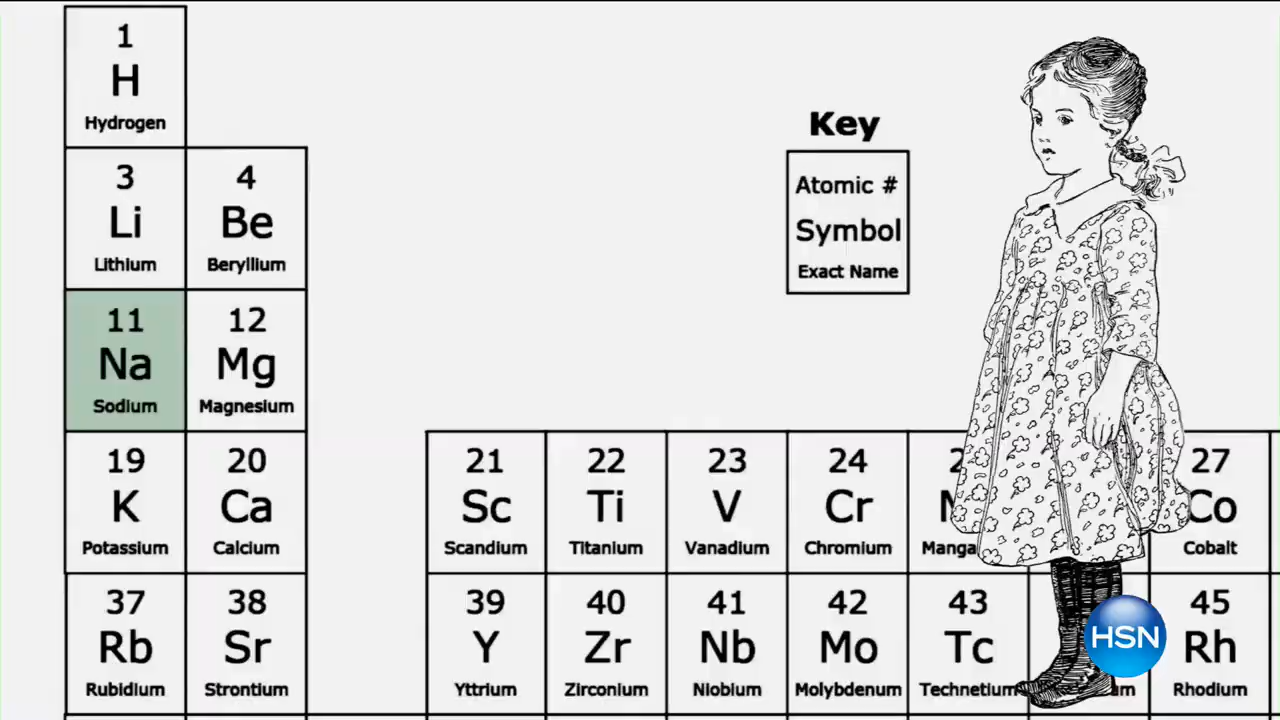 1
H
Hydrogen
3
Li
Lithium
4
Be
Beryllium
Key
Atomic #
Symbol
Exact Name
11
Na
Sodium
12
Mg
Magnesium
19
K
Potassium
20
Ca
Calcium
21
Sc
Scandium
22
Ti
Titanium
23
V
Vanadium
24
Cr
Chromium
27
Co
Cobalt
37
Rb
Rubidium
38
Sr
Strontium
39
Y
Yttrium
40
Zr
Zirconium
41
Nb
Niobium
42
Mo
Molybdenum
43
Tc
Technetium
45
Rh
Rhodium
HSN